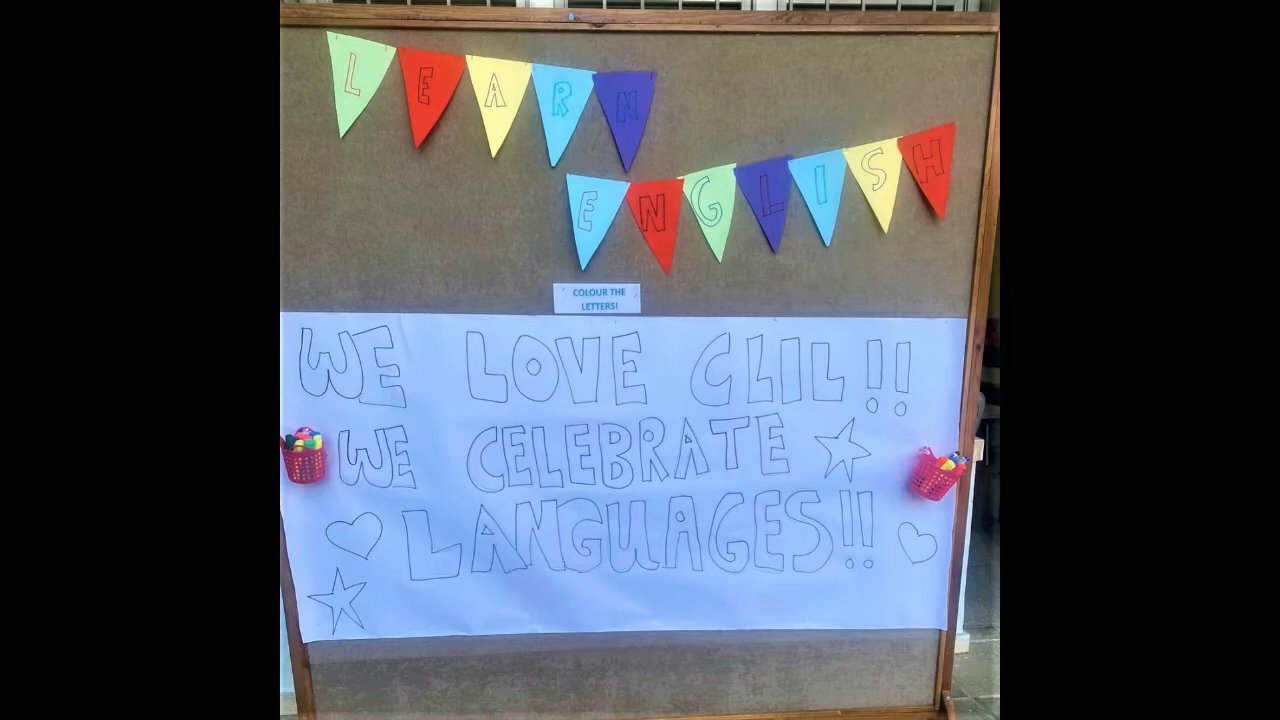 LEARN
ENGLISH
COLOUR THE
LETTERS!
WE LOVE CLIL!!
WE CELEBRATE
LANGUAGES!!